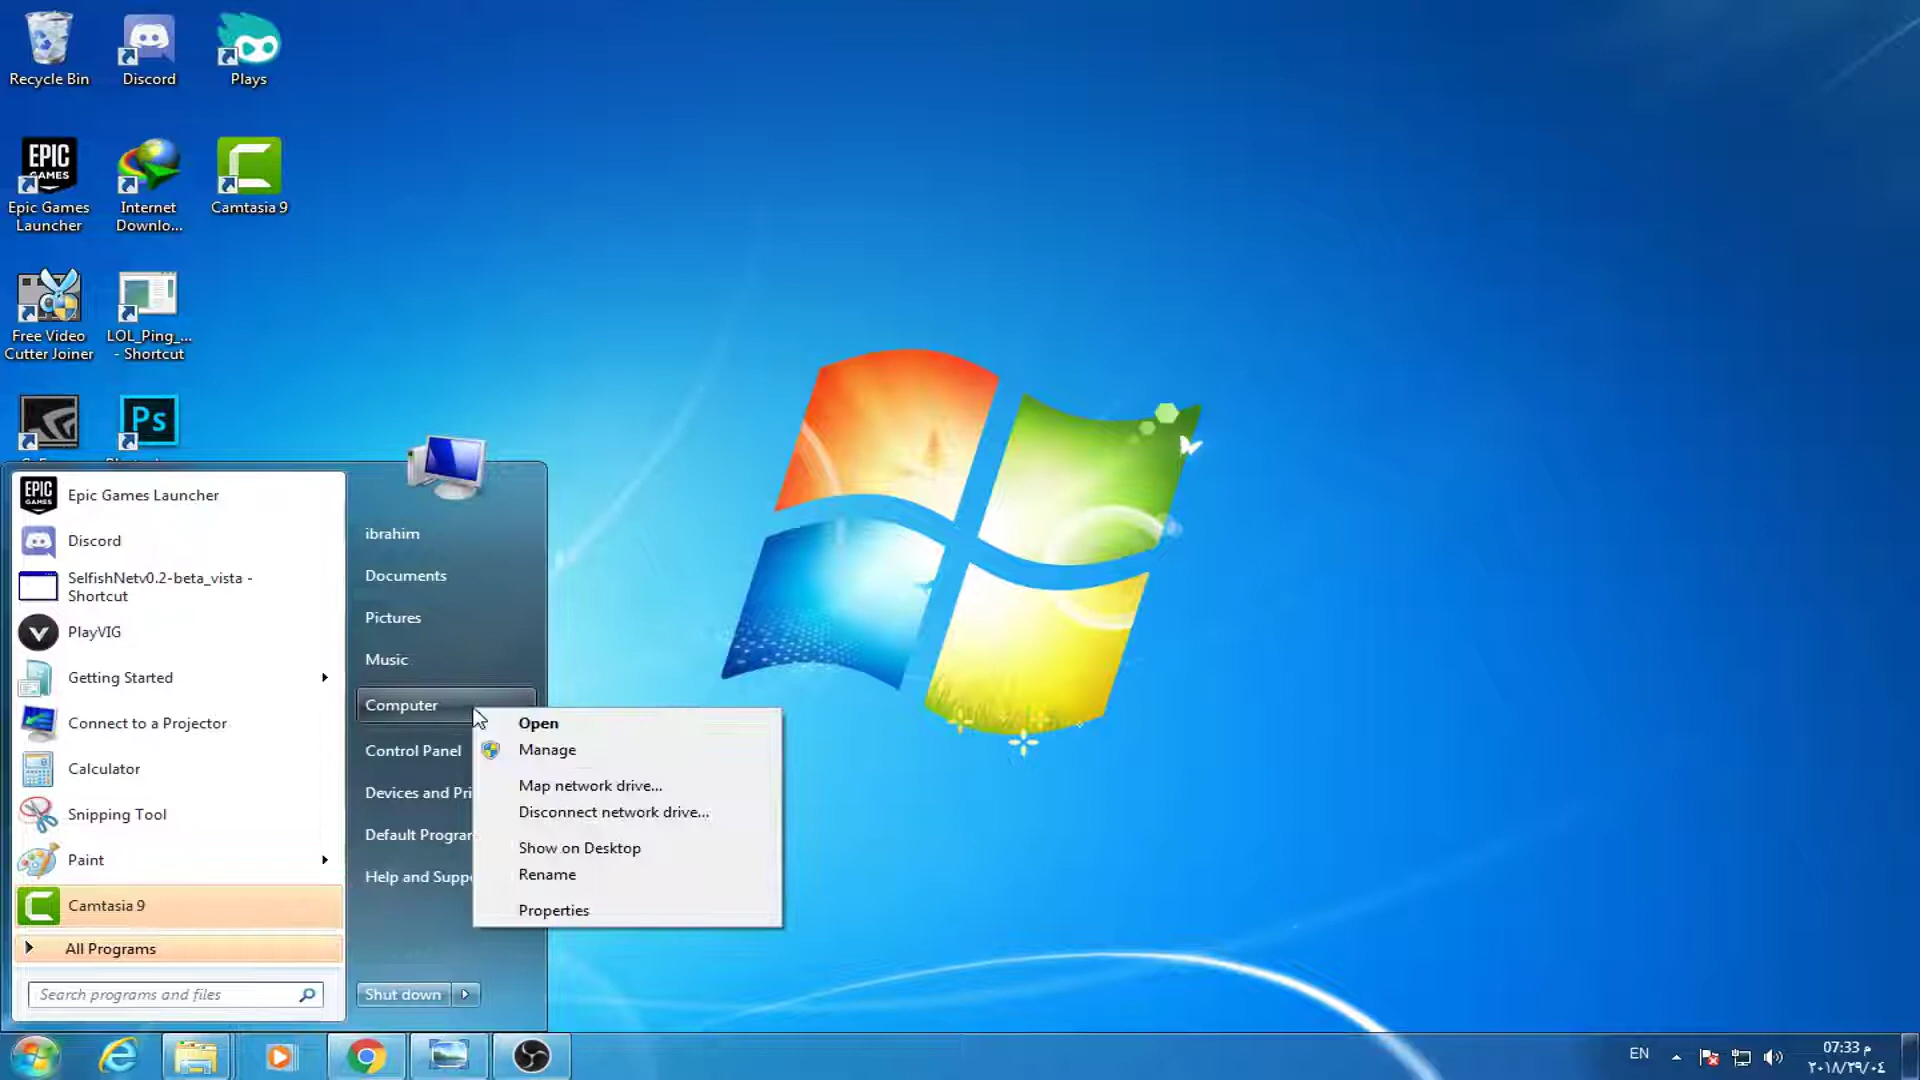 Recycle Bin
Discord
Plays
EPIC
GAMES
Epic Games
Launcher
Internet
Downlo...
Camtasia 9
Free Video
Cutter Joiner
LOL_Ping_...
- Shortcut
Ps
EPIC
GAMES
Epic Games Launcher
Discord
SelfishNetv0.2-beta_vista -
Shortcut
PlayVIG
Getting Started
Connect to a Projector
Calculator
Snipping Tool
Paint
Camtasia 9
All Programs
Search programs and files
ibrahim
Documents
Pictures
Music
Computer
Control Panel
Devices and Pri
Default Program
Help and Suppo
Shut down
Open
Manage
Map network drive...
Disconnect network drive...
Show on Desktop
Rename
Properties
EN
07:33 م
٢٠١٨/٢٩/٠٤